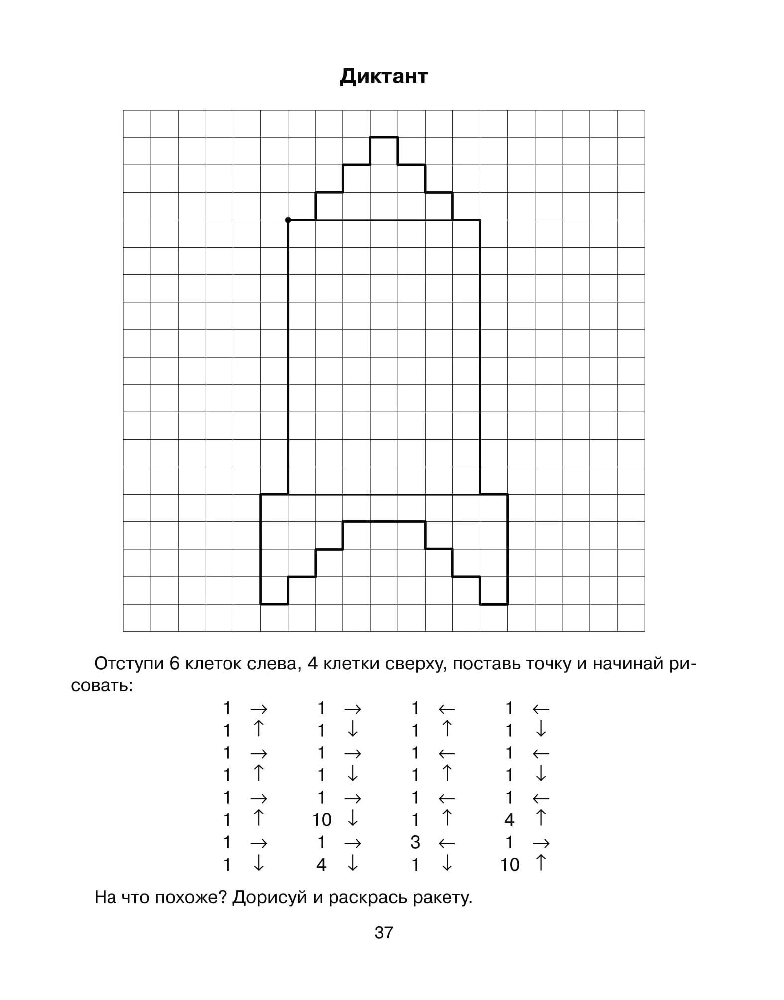 Диктант
Отступи 6 клеток слева, 4 клетки сверху, поставь точку и начинай ри-
совать:
1 → 1 → 1 ← 1 ←
1 ↑ 1 ↓ 1 ↑ 1 ↓
1 → 1 → 1 ← 1 ←
1 ↑ 1 ↓ 1 ↑ 1 ↓
1 → 1 → 1 ← 1 ←
1 ↑ 10 ↓ 1 ↑ 4 ↑
1 → 1 → 3 ← 1 →
1 ↓ 4 ↓ 1 ↓ 10 ↑
На что похоже? Дорисуй и раскрась ракету.
37